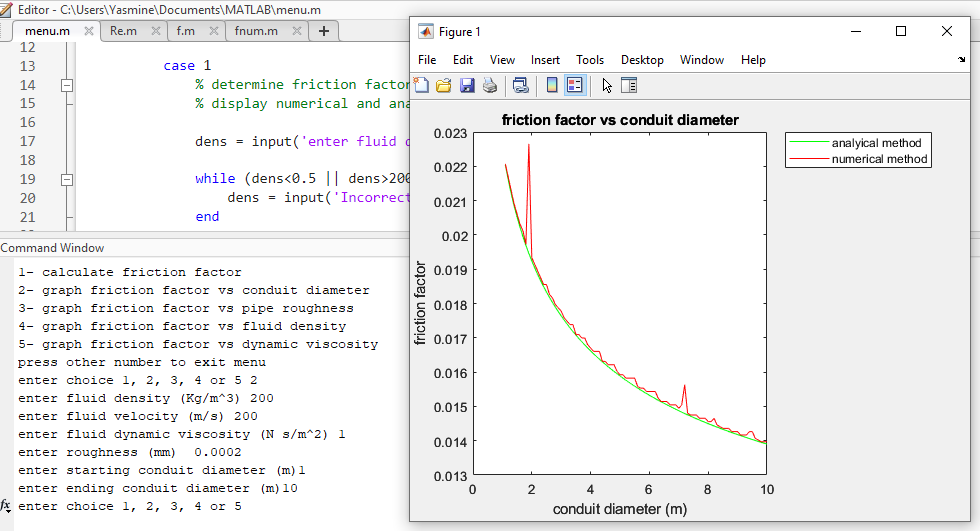 Editor - C:\Users\Yasmine\Documents\MATLAB\menu.m
menu.m Re.m f.m fnum.m
12
13 case 1
14 % determine friction factor
15 % display numerical and
16
17 dens = input('enter fluid
18
19 while (dens<0.5 || dens>200
20 dens = input('Incorrect
21 end
Command Window
1- calculate friction factor
2- graph friction factor vs conduit diameter
3- graph friction factor vs pipe roughness
4- graph friction factor vs fluid density
5- graph friction factor vs dynamic viscosity
press other number to exit menu
enter choice 1, 2, 3, 4 or 5 2
enter fluid density (Kg/m^3) 200
enter fluid velocity (m/s) 200
enter fluid dynamic viscosity (N s/m^2) 1
enter roughness (mm) 0.0002
enter starting conduit diameter (m)1
enter ending conduit diameter (m)10
fx enter choice 1, 2, 3, 4 or 5
Figure 1
File Edit View Insert Tools Desktop Window Help
friction factor vs conduit diameter
0.023
0.022
0.021
0.02
0.019
0.018
0.017
0.016
0.015
0.014
0.013
0 2 4 6 8 10
friction factor
conduit diameter (m)
analyical method
numerical method